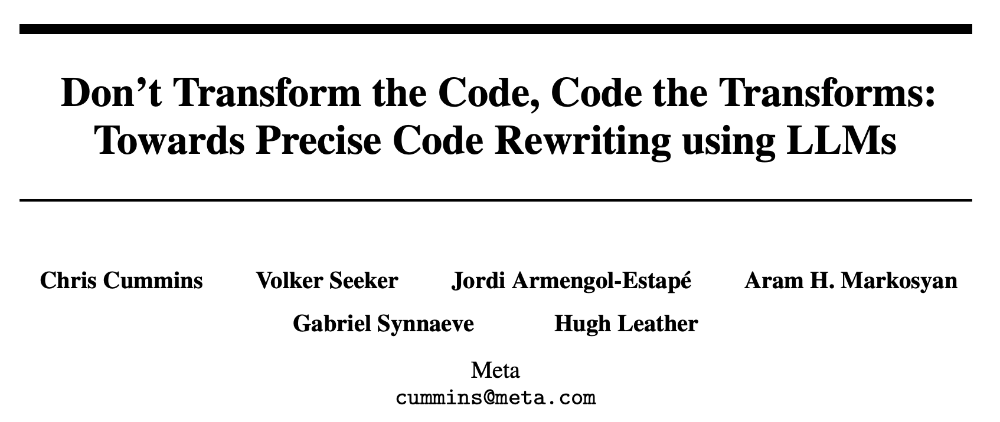 Don’t Transform the Code, Code the Transforms:
Towards Precise Code Rewriting using LLMs
Chris Cummins Volker Seeker Jordi Armengol-Estapé Aram H. Markosyan
Gabriel Synnaeve Hugh Leather
Meta
cummins@meta.com